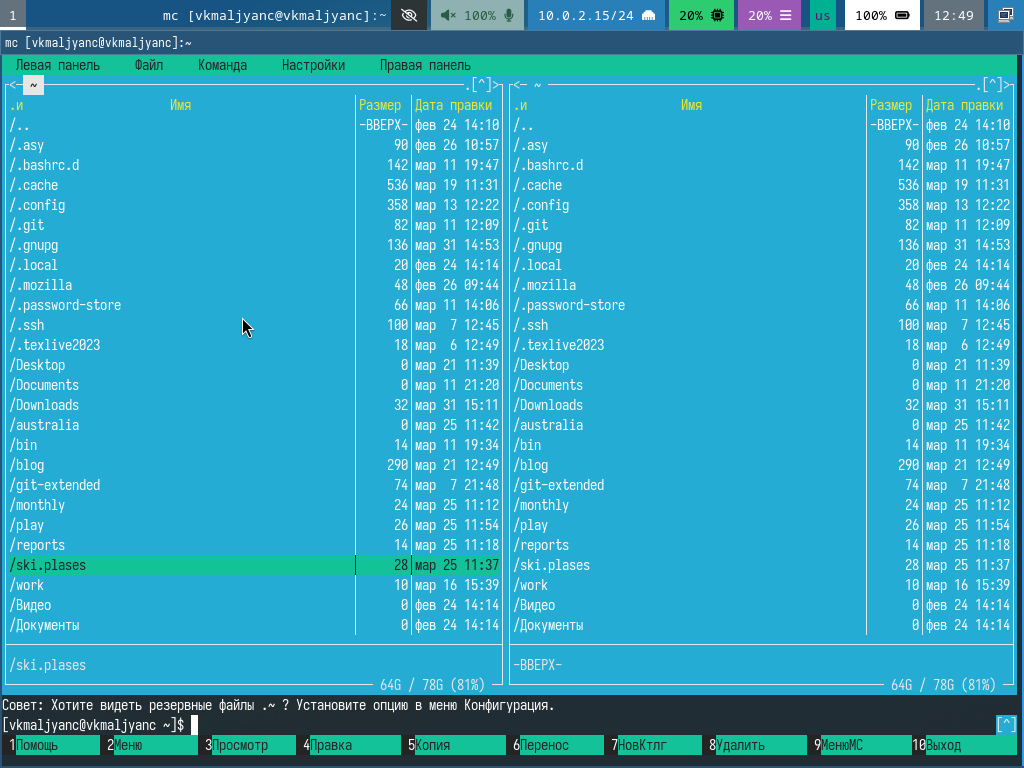 1 mc [vkmaljyanc@vkmaljyanc]:~ 100% 10.0.2.15/24 20% 20% us 100% 12:49
mc [vkmaljyanc@vkmaljyanc]:~
Левая панель Файл Команда Настройки Правая панель
<─ ~ .[^]> <─ ~ .[^]>
.и Имя Размер Дата правки .и Имя Размер Дата правки
/.. -ВВЕРХ- фев 24 14:10 /.. -ВВЕРХ- фев 24 14:10
/.asy 90 фев 26 10:57 /.asy 90 фев 26 10:57
/.bashrc.d 142 мар 11 19:47 /.bashrc.d 142 мар 11 19:47
/.cache 536 мар 19 11:31 /.cache 536 мар 19 11:31
/.config 358 мар 13 12:22 /.config 358 мар 13 12:22
/.git 82 мар 11 12:09 /.git 82 мар 11 12:09
/.gnupg 136 мар 31 14:53 /.gnupg 136 мар 31 14:53
/.local 20 фев 24 14:14 /.local 20 фев 24 14:14
/.mozilla 48 фев 26 09:44 /.mozilla 48 фев 26 09:44
/.password-store 66 мар 11 14:06 /.password-store 66 мар 11 14:06
/.ssh 100 мар 7 12:45 /.ssh 100 мар 7 12:45
/.texlive2023 18 мар 6 12:49 /.texlive2023 18 мар 6 12:49
/Desktop 0 мар 21 11:39 /Desktop 0 мар 21 11:39
/Documents 0 мар 11 21:20 /Documents 0 мар 11 21:20
/Downloads 32 мар 31 15:11 /Downloads 32 мар 31 15:11
/australia 0 мар 25 11:42 /australia 0 мар 25 11:42
/bin 14 мар 11 19:34 /bin 14 мар 11 19:34
/blog 290 мар 21 12:49 /blog 290 мар 21 12:49
/git-extended 74 мар 7 21:48 /git-extended 74 мар 7 21:48
/monthly 24 мар 25 11:12 /monthly 24 мар 25 11:12
/play 26 мар 25 11:54 /play 26 мар 25 11:54
/reports 14 мар 25 11:18 /reports 14 мар 25 11:18
/ski.plases 28 мар 25 11:37 /ski.plases 28 мар 25 11:37
/work 10 мар 16 15:39 /work 10 мар 16 15:39
/Видео 0 фев 24 14:14 /Видео 0 фев 24 14:14
/Документы 0 фев 24 14:14 /Документы 0 фев 24 14:14
/ski.plases -ВВЕРХ-
64G / 78G (81%) 64G / 78G (81%)
Совет: Хотите видеть резервные файлы .~ ? Установите опцию в меню Конфигурация.
[vkmaljyanc@vkmaljyanc ~]$ [^]
1Помощь 2Меню 3Просмотр 4Правка 5Копия 6Перенос 7НовКтлг 8Удалить 9МенюМС 10Выход